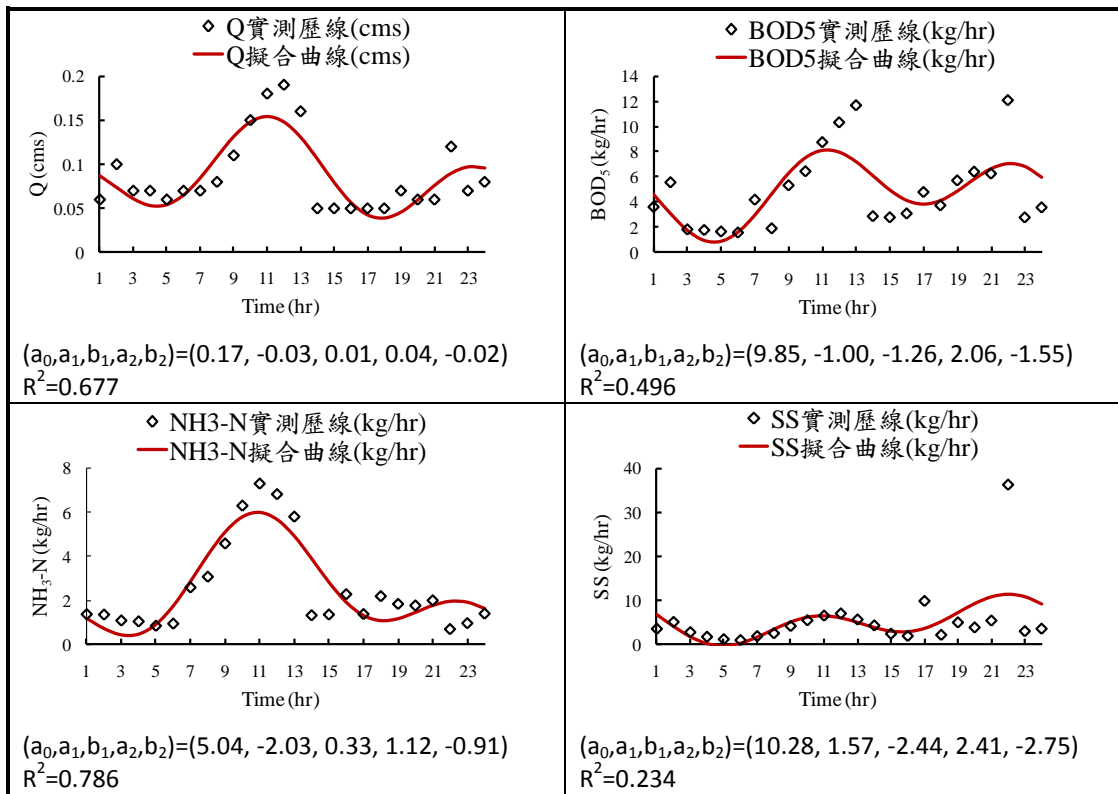 Q實測歷線(cms)
Q擬合曲線(cms)
0.2
0.15
0.1
0.05
0
Q (cms)
1 3 5 7 9 11 13 15 17 19 21 23
Time (hr)
(a₀,a₁,b₁,a₂,b₂)=(0.17, -0.03, 0.01, 0.04, -0.02)
R²=0.677
BOD5實測歷線(kg/hr)
BOD5擬合曲線(kg/hr)
14
12
10
8
6
4
2
0
BOD₅ (kg/hr)
1 3 5 7 9 11 13 15 17 19 21 23
Time (hr)
(a₀,a₁,b₁,a₂,b₂)=(9.85, -1.00, -1.26, 2.06, -1.55)
R²=0.496
NH3-N實測歷線(kg/hr)
NH3-N擬合曲線(kg/hr)
8
6
4
2
0
NH₃-N (kg/hr)
1 3 5 7 9 11 13 15 17 19 21 23
Time (hr)
(a₀,a₁,b₁,a₂,b₂)=(5.04, -2.03, 0.33, 1.12, -0.91)
R²=0.786
SS實測歷線(kg/hr)
SS擬合曲線(kg/hr)
40
30
20
10
0
SS (kg/hr)
1 3 5 7 9 11 13 15 17 19 21 23
Time (hr)
(a₀,a₁,b₁,a₂,b₂)=(10.28, 1.57, -2.44, 2.41, -2.75)
R²=0.234